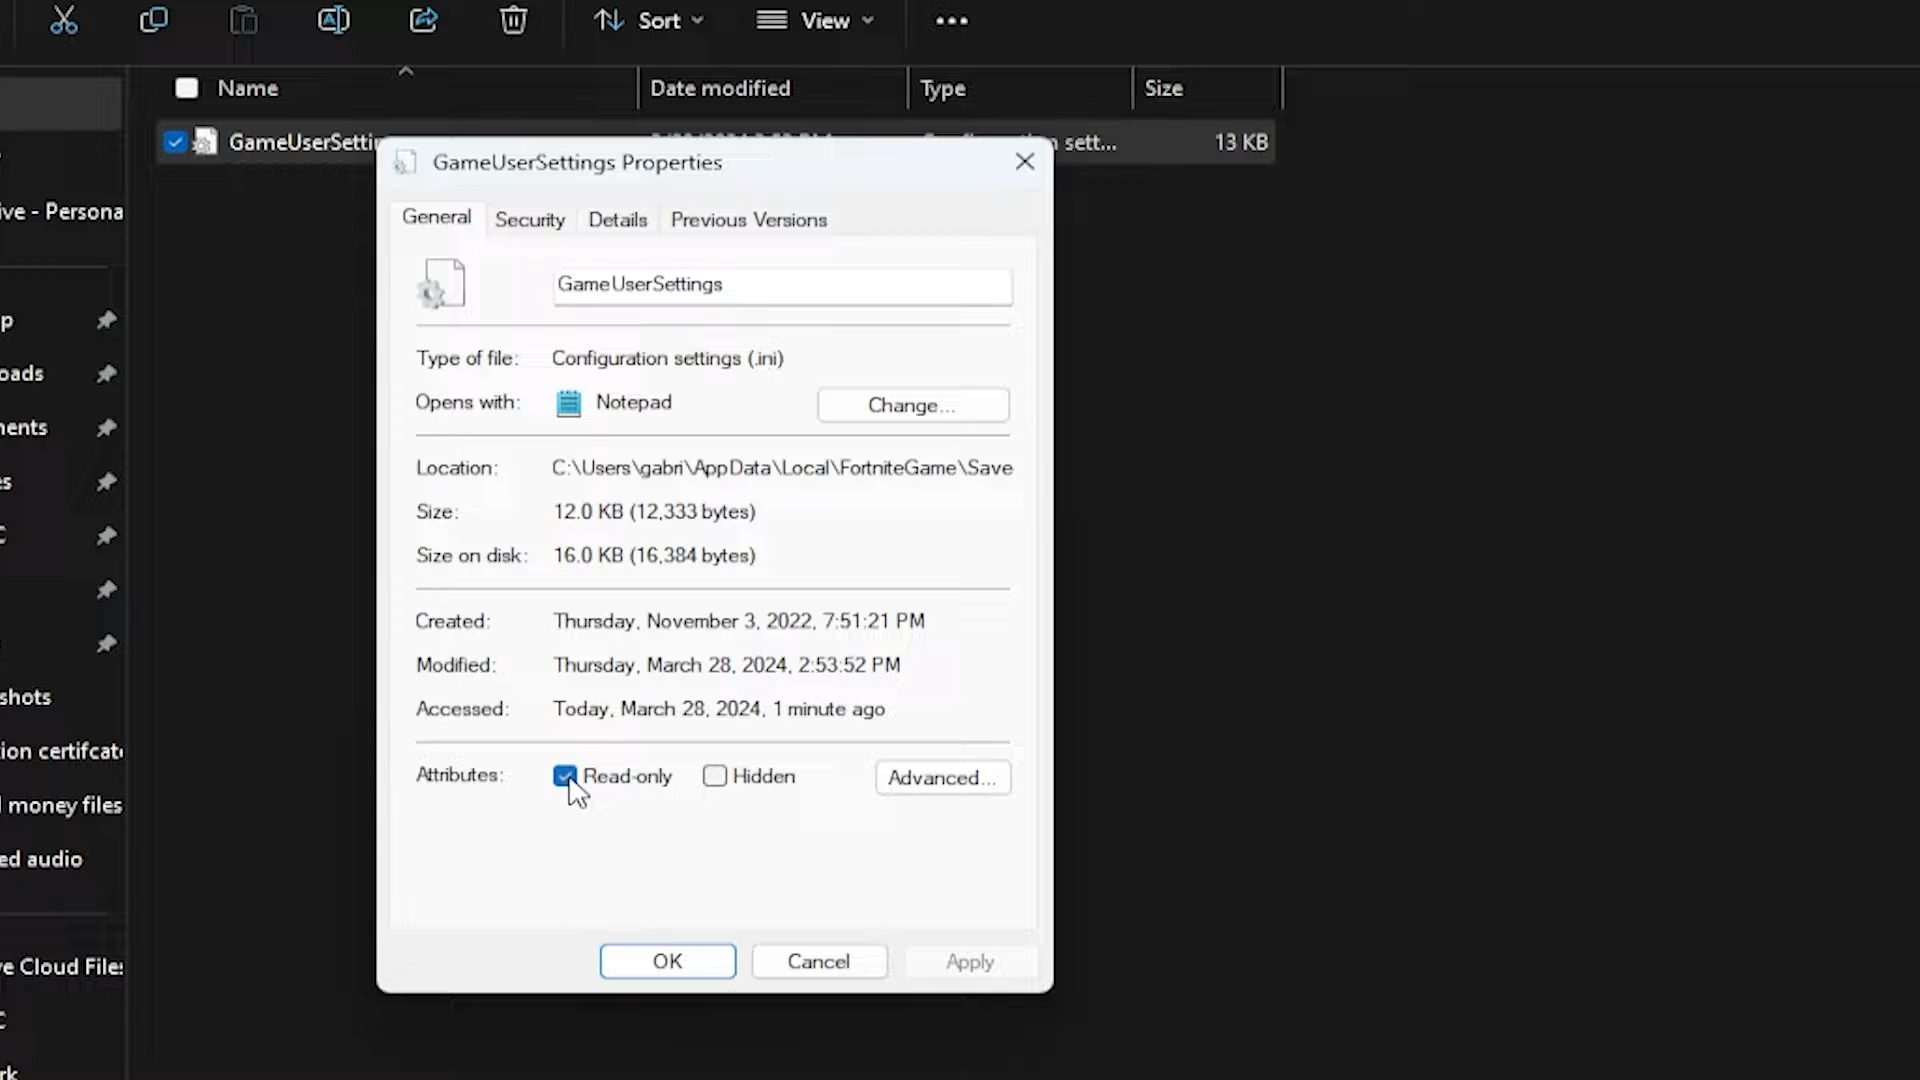 Sort
View
Name
Date modified
Type
Size
GameUserSettin
sett...
13 KB
GameUserSettings Properties
General
Security
Details
Previous Versions
GameUserSettings
Type of file:
Configuration settings (.ini)
Opens with:
Notepad
Change...
Location:
C:\Users\gabri\AppData\Local\FortniteGame\Save
Size:
12.0 KB (12,333 bytes)
Size on disk:
16.0 KB (16,384 bytes)
Created:
Thursday, November 3, 2022, 7:51:21 PM
Modified:
Thursday, March 28, 2024, 2:53:52 PM
Accessed:
Today, March 28, 2024, 1 minute ago
Attributes:
Read-only
Hidden
Advanced...
OK
Cancel
Apply
ive - Persona
p
oads
nents
es
C
shots
ion certifcate
l money files
ed audio
ve Cloud Files
C
rk